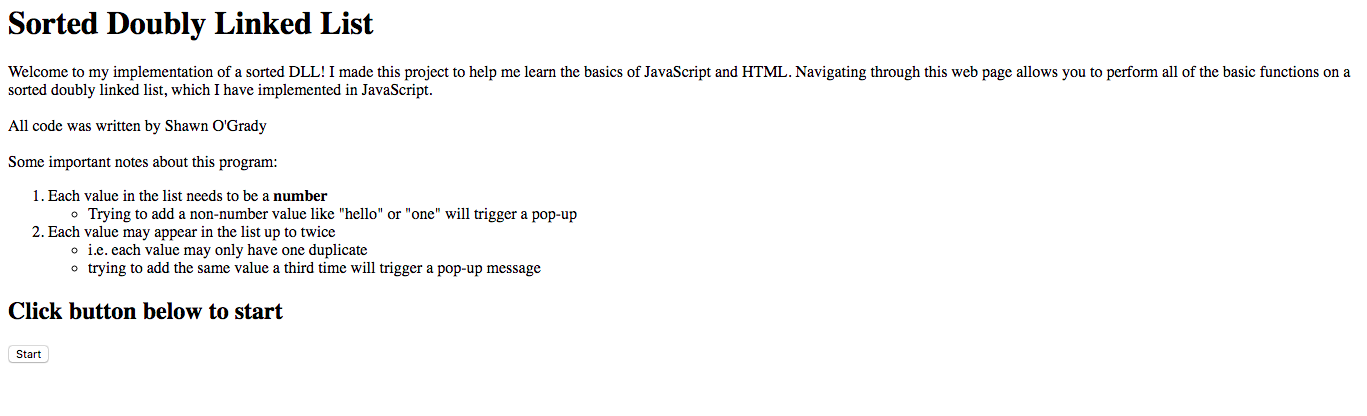 Sorted Doubly Linked List
Welcome to my implementation of a sorted DLL! I made this project to help me learn the basics of JavaScript and HTML. Navigating through this web page allows you to perform all of the basic functions on a
sorted doubly linked list, which I have implemented in JavaScript.
All code was written by Shawn O'Grady
Some important notes about this program:
1. Each value in the list needs to be a number
◦ Trying to add a non-number value like "hello" or "one" will trigger a pop-up
2. Each value may appear in the list up to twice
◦ i.e. each value may only have one duplicate
◦ trying to add the same value a third time will trigger a pop-up message
Click button below to start
Start